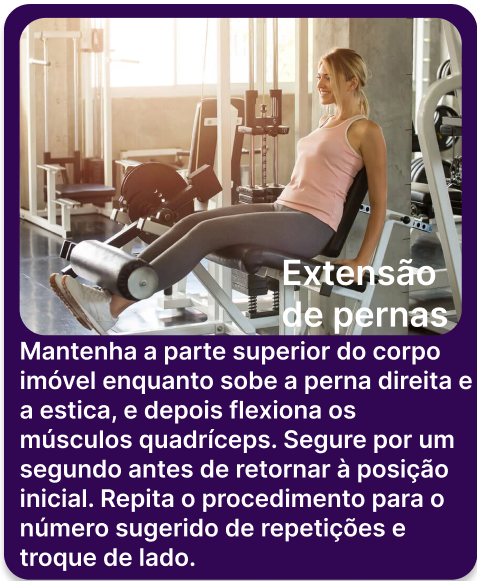 Extensão
de pernas
Mantenha a parte superior do corpo
imóvel enquanto sobe a perna direita e
a estica, e depois flexiona os
músculos quadríceps. Segure por um
segundo antes de retornar à posição
inicial. Repita o procedimento para o
número sugerido de repetições e
troque de lado.